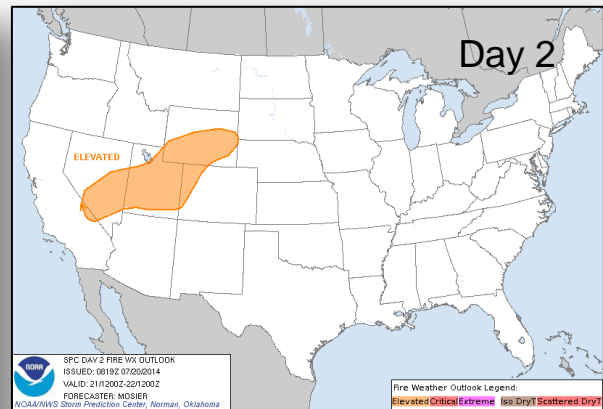 Day 2
ELEVATED
NOAA
SPC DAY 2 FIRE WX OUTLOOK
ISSUED: 0819Z 07/20/2014
VALID: 21/1200Z-22/1200Z
FORECASTER: MOSIER
NOAA/NWS Storm Prediction Center, Norman, Oklahoma
Fire Weather Outlook Legend:
Elevated Critical Extreme Iso DryT Scattered DryT